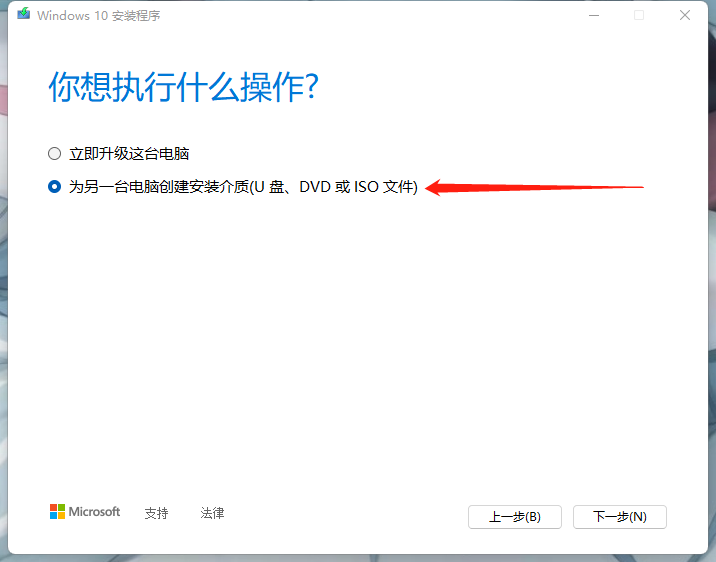 Windows 10 安装程序
你想执行什么操作?
立即升级这台电脑
为另一台电脑创建安装介质(U 盘、DVD 或 ISO 文件)
Microsoft 支持 法律 上一步(B) 下一步(N)